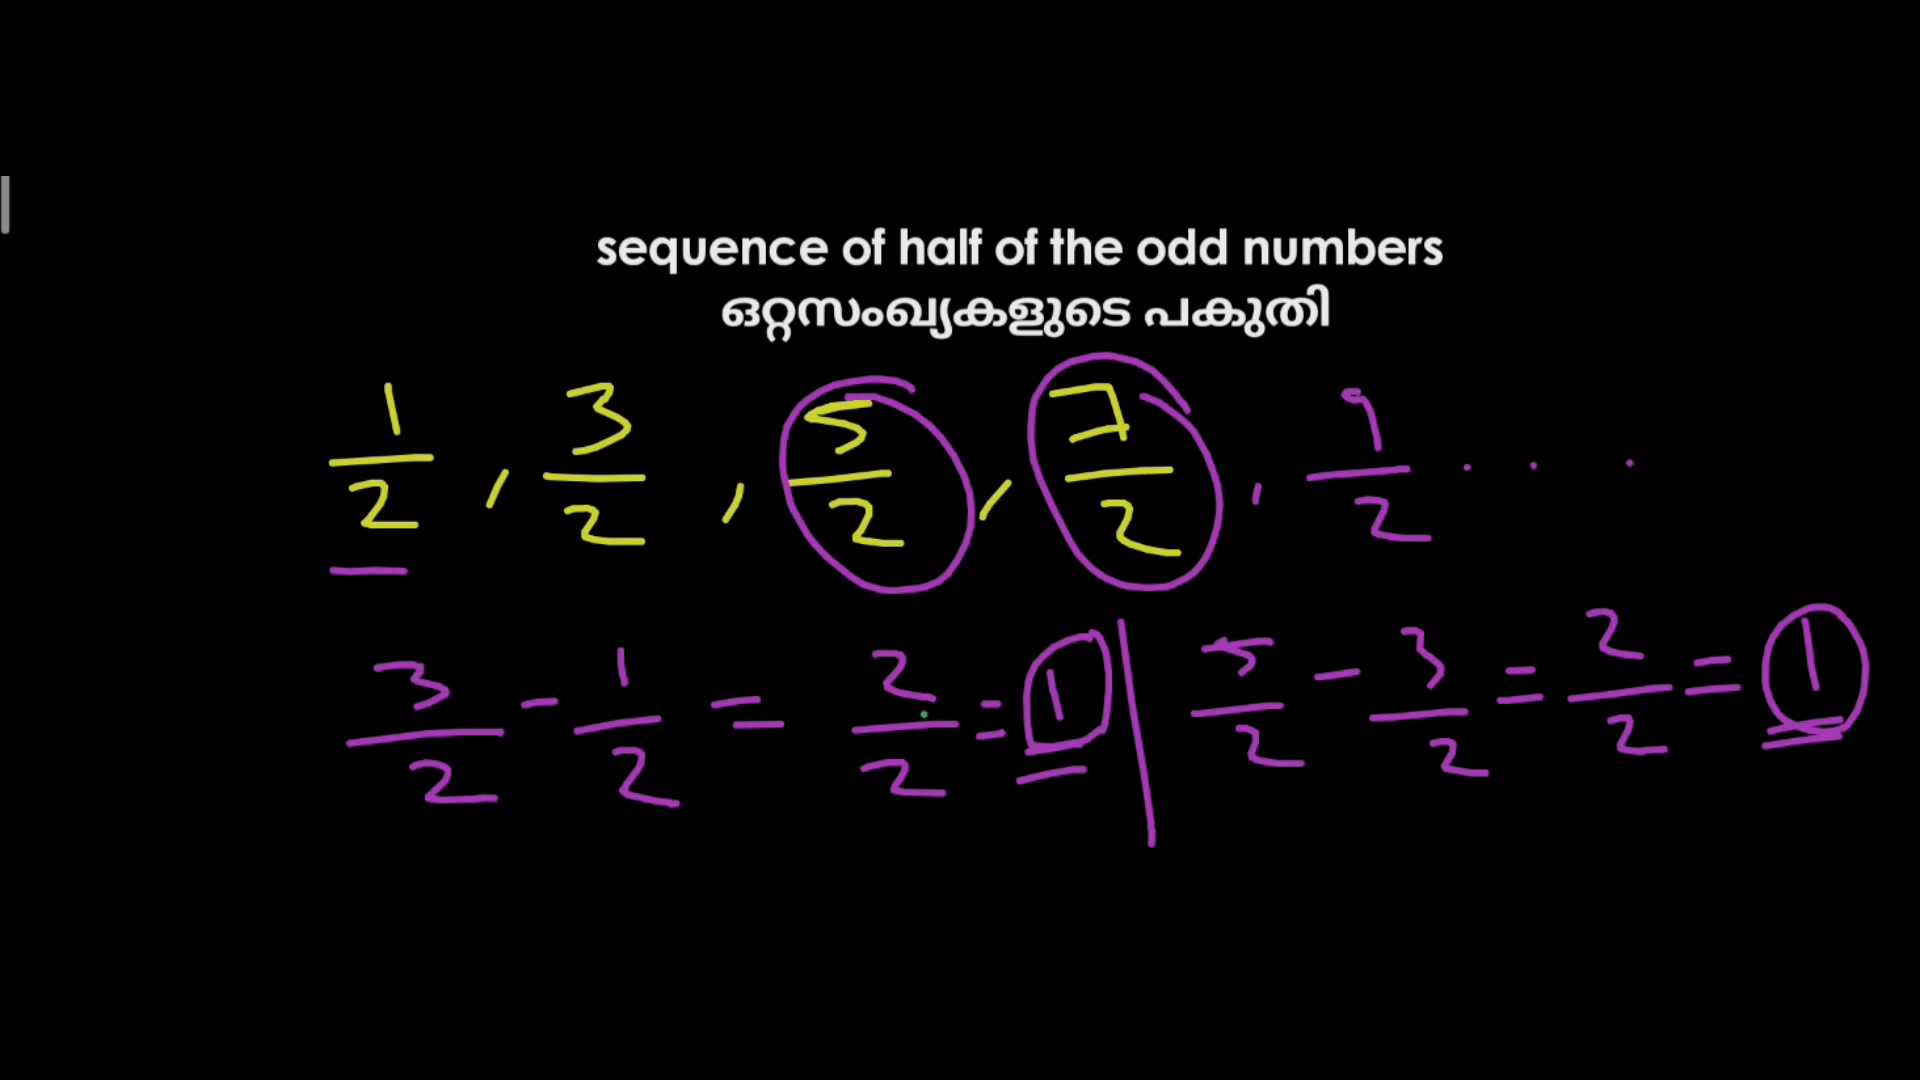 sequence of half of the odd numbers
ഒറ്റസംഖ്യകളുടെ പകുതി
1/2 , 3/2 , 5/2 , 7/2 , 9/2 . . .
3/2 - 1/2 = 2/2 = 1 | 5/2 - 3/2 = 2/2 = 1